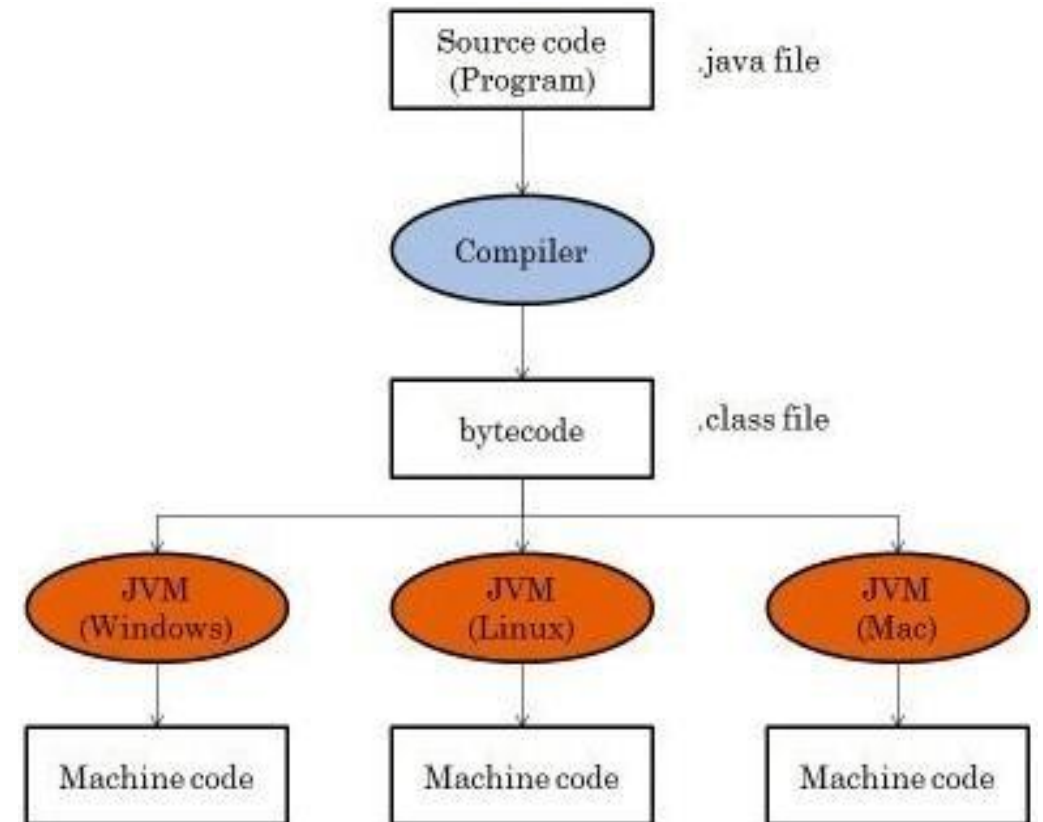 Source code
(Program)
.java file
Compiler
bytecode
.class file
JVM
(Windows)
JVM
(Linux)
JVM
(Mac)
Machine code
Machine code
Machine code